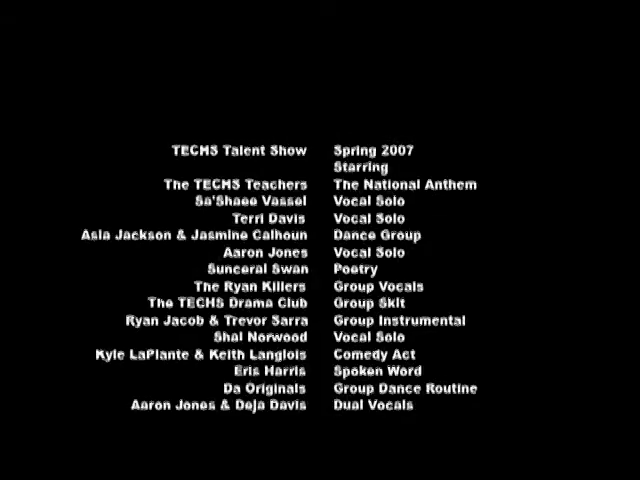 TECHS Talent Show Spring 2007
Starring
The TECHS Teachers The National Anthem
Sa'Shaee Vassel Vocal Solo
Terri Davis Vocal Solo
Asia Jackson & Jasmine Calhoun Dance Group
Aaron Jones Vocal Solo
Sunceral Swan Poetry
The Ryan Killers Group Vocals
The TECHS Drama Club Group Skit
Ryan Jacob & Trevor Sarra Group Instrumental
Shai Norwood Vocal Solo
Kyle LaPlante & Keith Langlois Comedy Act
Eris Harris Spoken Word
Da Originals Group Dance Routine
Aaron Jones & Deja Davis Dual Vocals